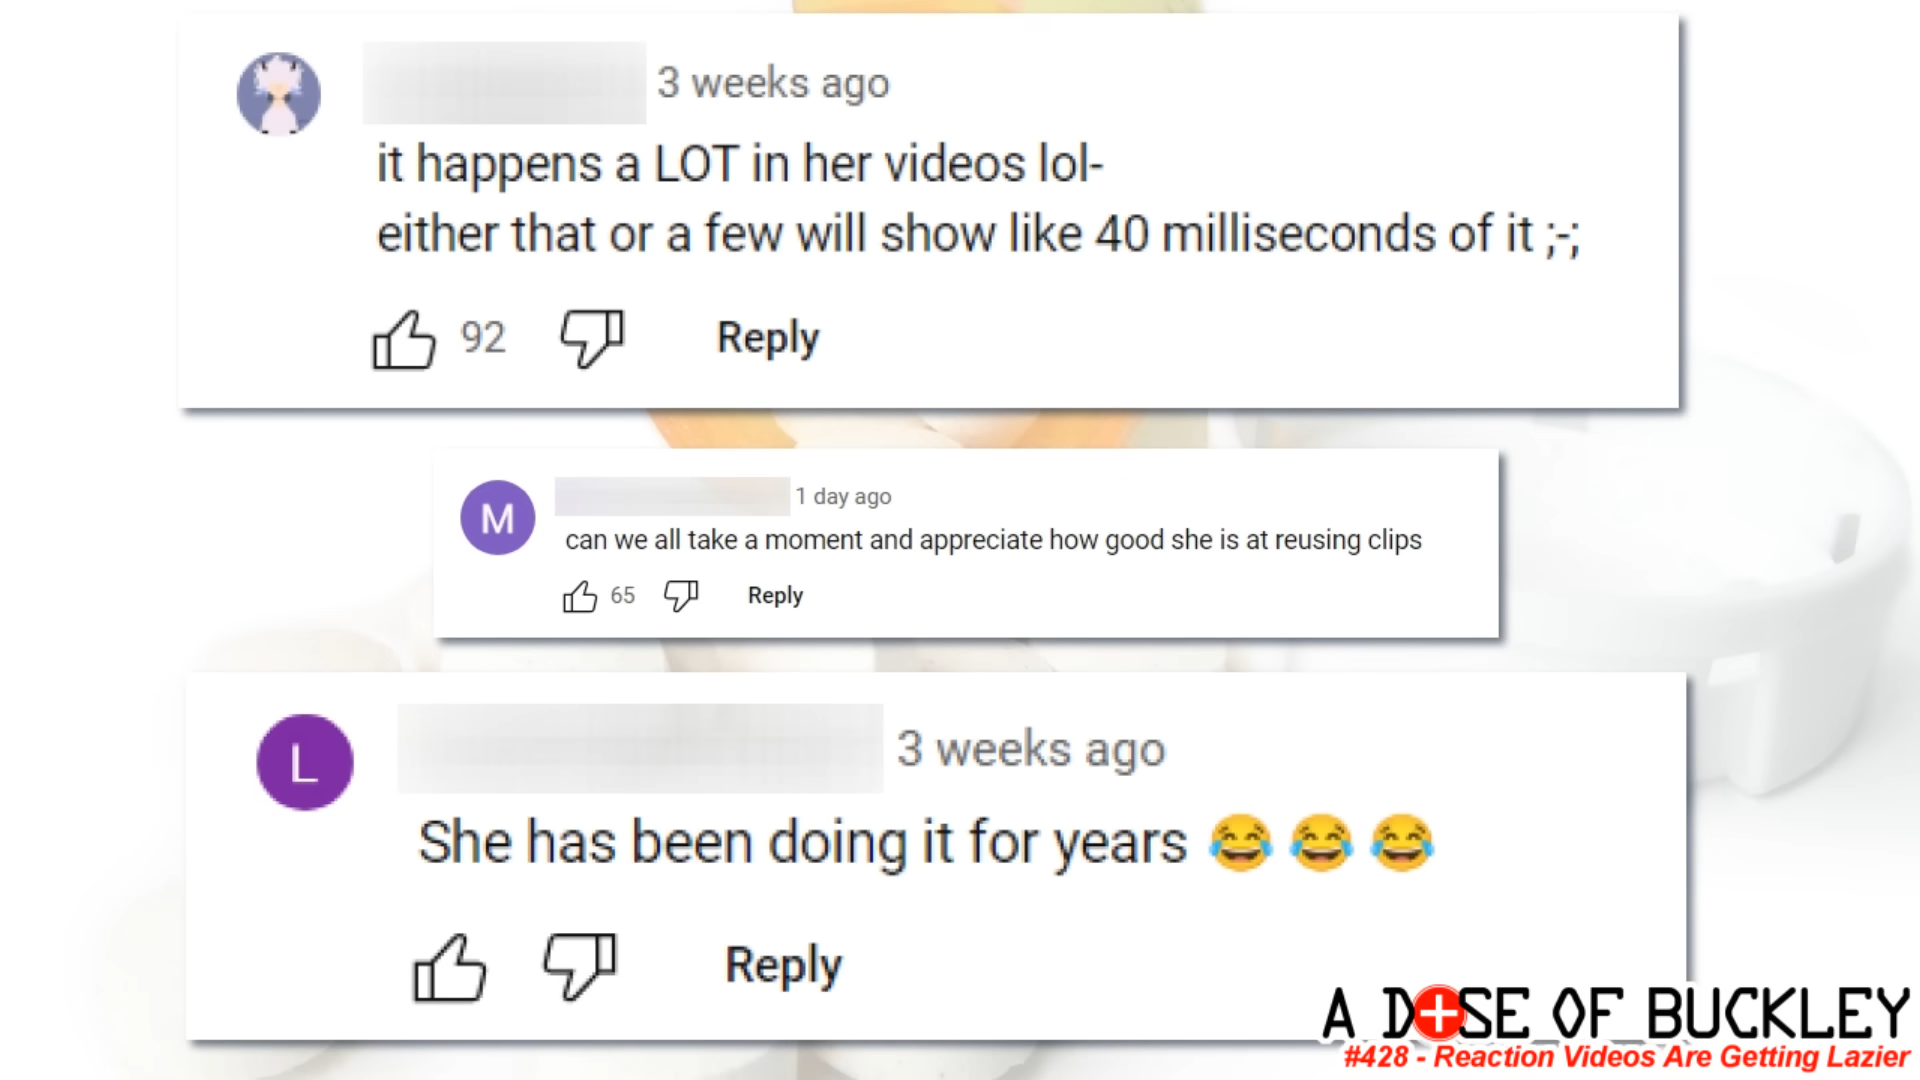 3 weeks ago
it happens a LOT in her videos lol-
either that or a few will show like 40 milliseconds of it ;-;
92 Reply
M 1 day ago
can we all take a moment and appreciate how good she is at reusing clips
65 Reply
L 3 weeks ago
She has been doing it for years 😂 😂 😂
Reply
A DOSE OF BUCKLEY
#428 - Reaction Videos Are Getting Lazier